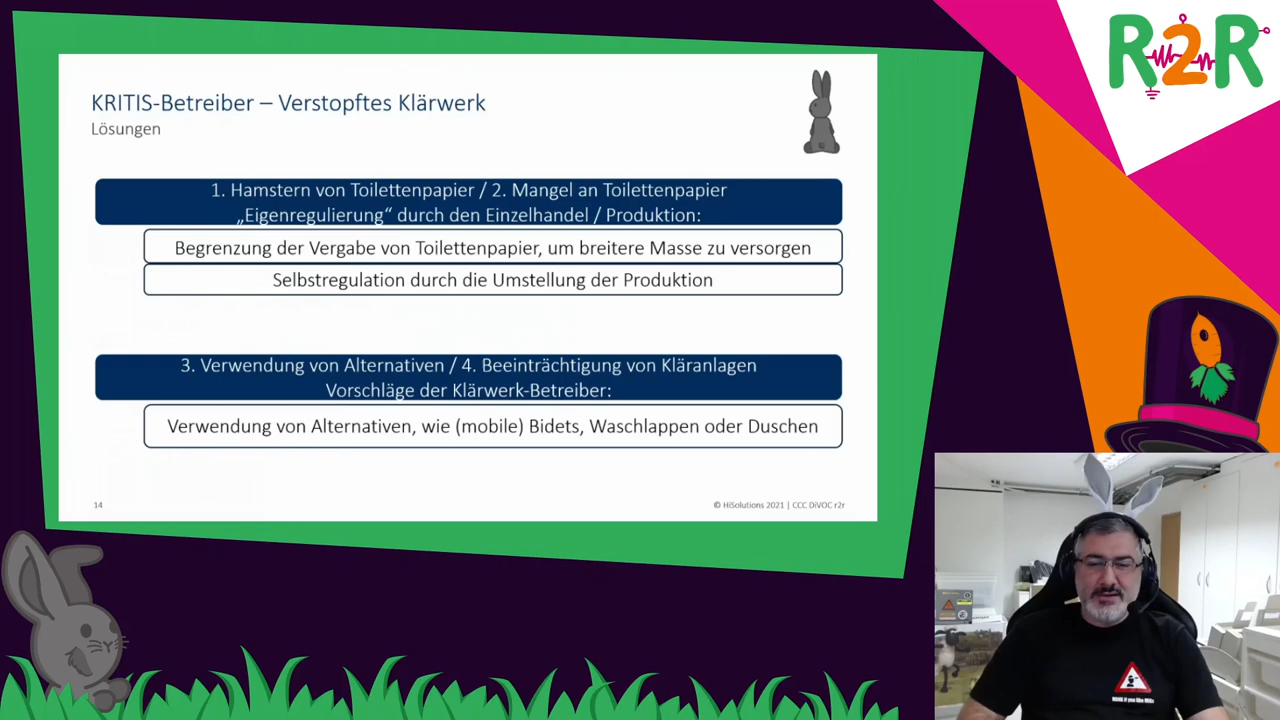 KRITIS-Betreiber – Verstopftes Klärwerk
Lösungen
1. Hamstern von Toilettenpapier / 2. Mangel an Toilettenpapier
„Eigenregulierung“ durch den Einzelhandel / Produktion:
Begrenzung der Vergabe von Toilettenpapier, um breitere Masse zu versorgen
Selbstregulation durch die Umstellung der Produktion
3. Verwendung von Alternativen / 4. Beeinträchtigung von Kläranlagen
Vorschläge der Klärwerk-Betreiber:
Verwendung von Alternativen, wie (mobile) Bidets, Waschlappen oder Duschen
14
© HiSolutions 2021 | CCC DiVOC r2r
R2R